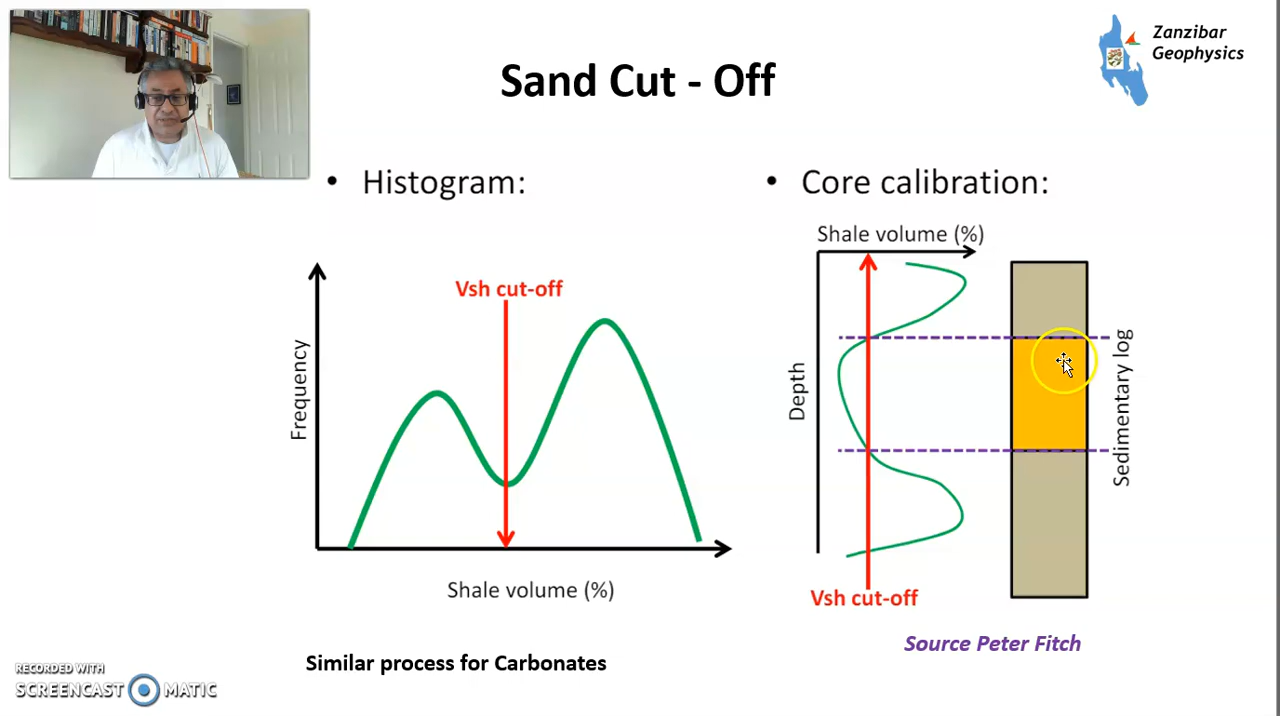 Zanzibar
Geophysics
Sand Cut - Off
• Histogram:
Vsh cut-off
Frequency
Shale volume (%)
• Core calibration:
Shale volume (%)
Depth
Sedimentary log
Vsh cut-off
Source Peter Fitch
Similar process for Carbonates
RECORDED WITH
SCREENCAST MATIC